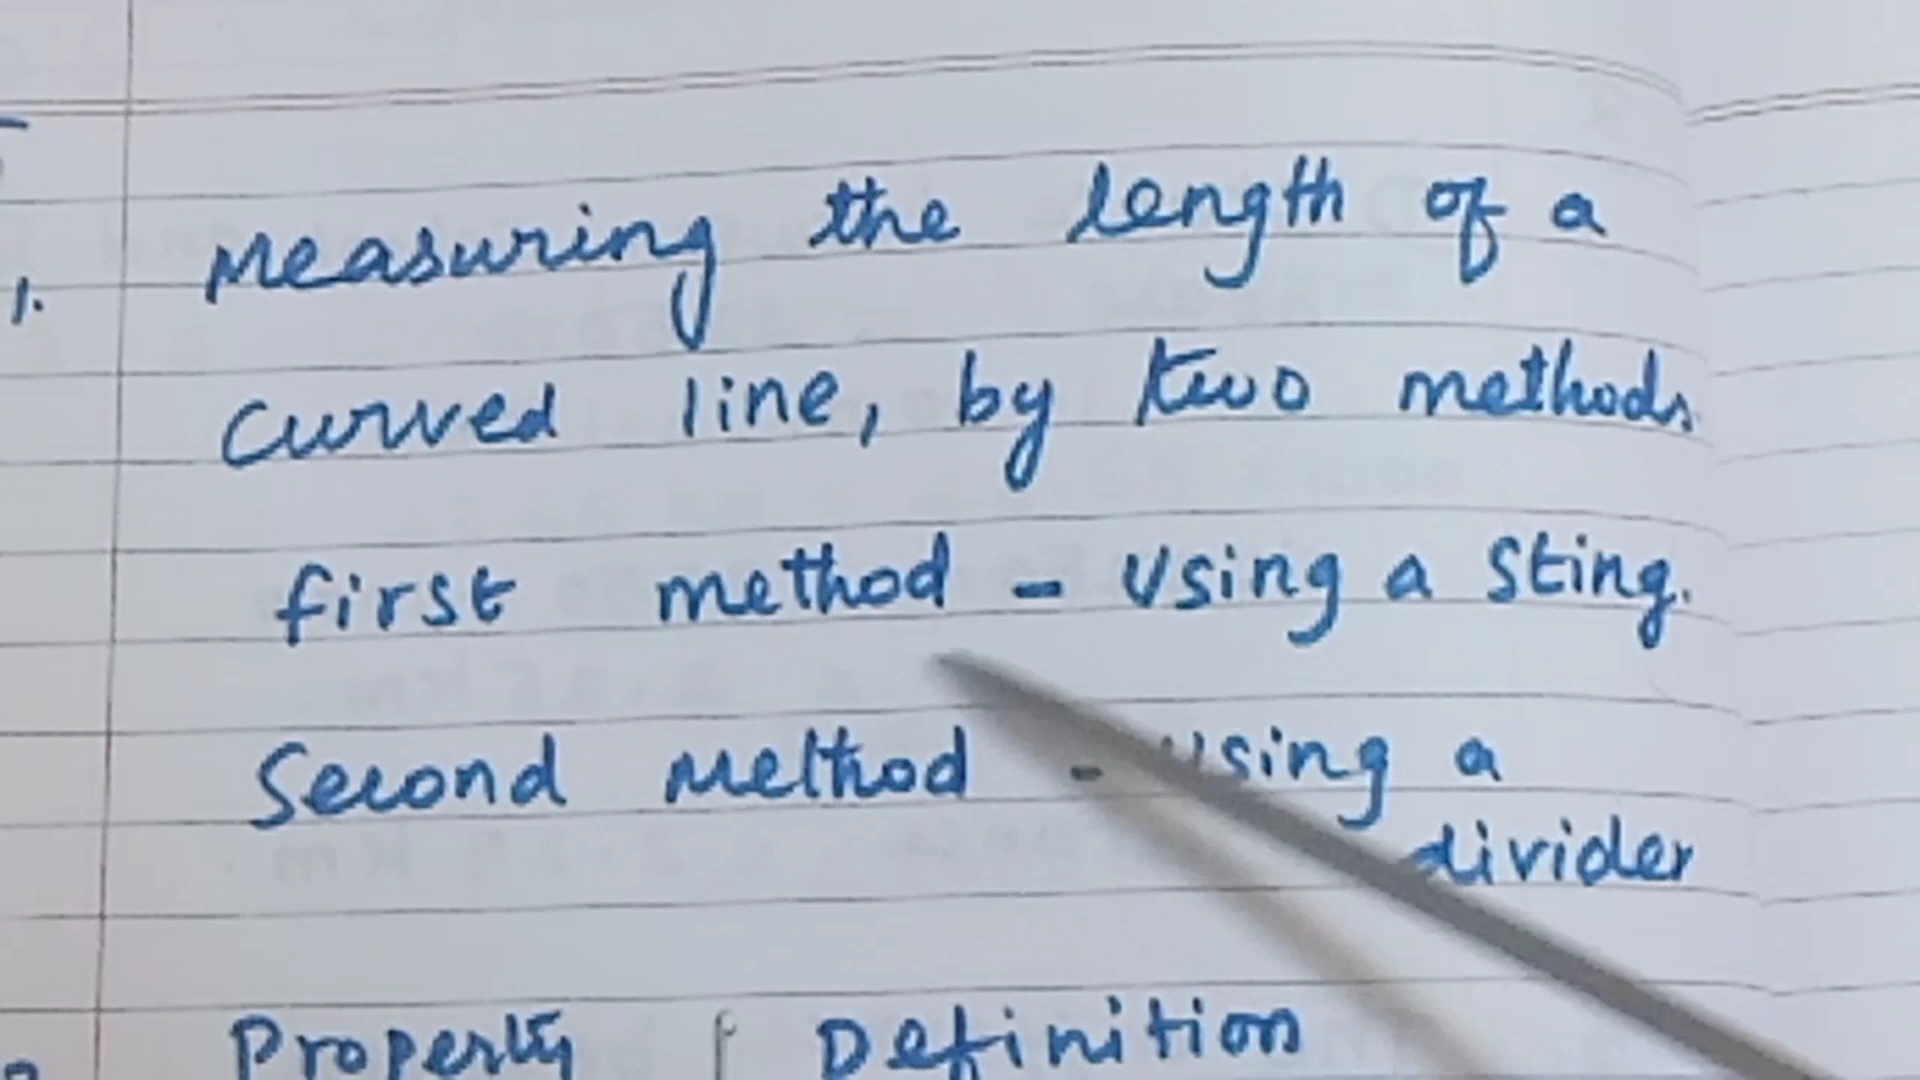 1. Measuring the length of a
curved line, by two methods.
first method - Using a Sting.
Second method - using a
divider
Property | Definition